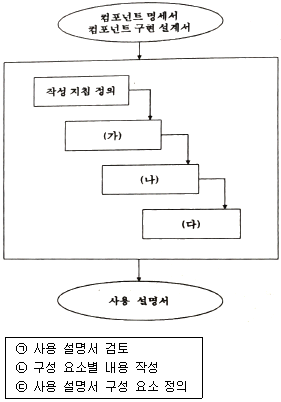 컴포넌트 명세서
컴포넌트 구현 설계서
작성 지침 정의
(가)
(나)
(다)
사용 설명서
㉠ 사용 설명서 검토
㉡ 구성 요소별 내용 작성
㉢ 사용 설명서 구성 요소 정의